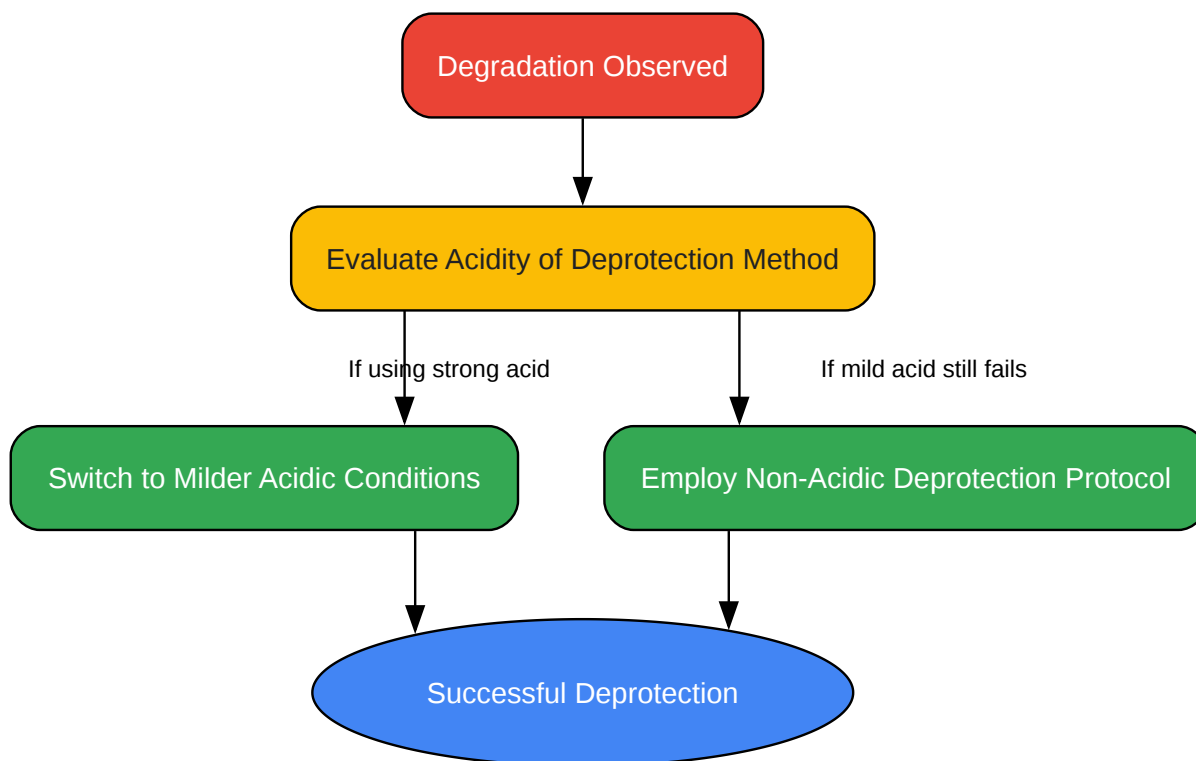 Degradation Observed
Evaluate Acidity of Deprotection Method
If using strong acid
If mild acid still fails
Switch to Milder Acidic Conditions
Employ Non-Acidic Deprotection Protocol
Successful Deprotection